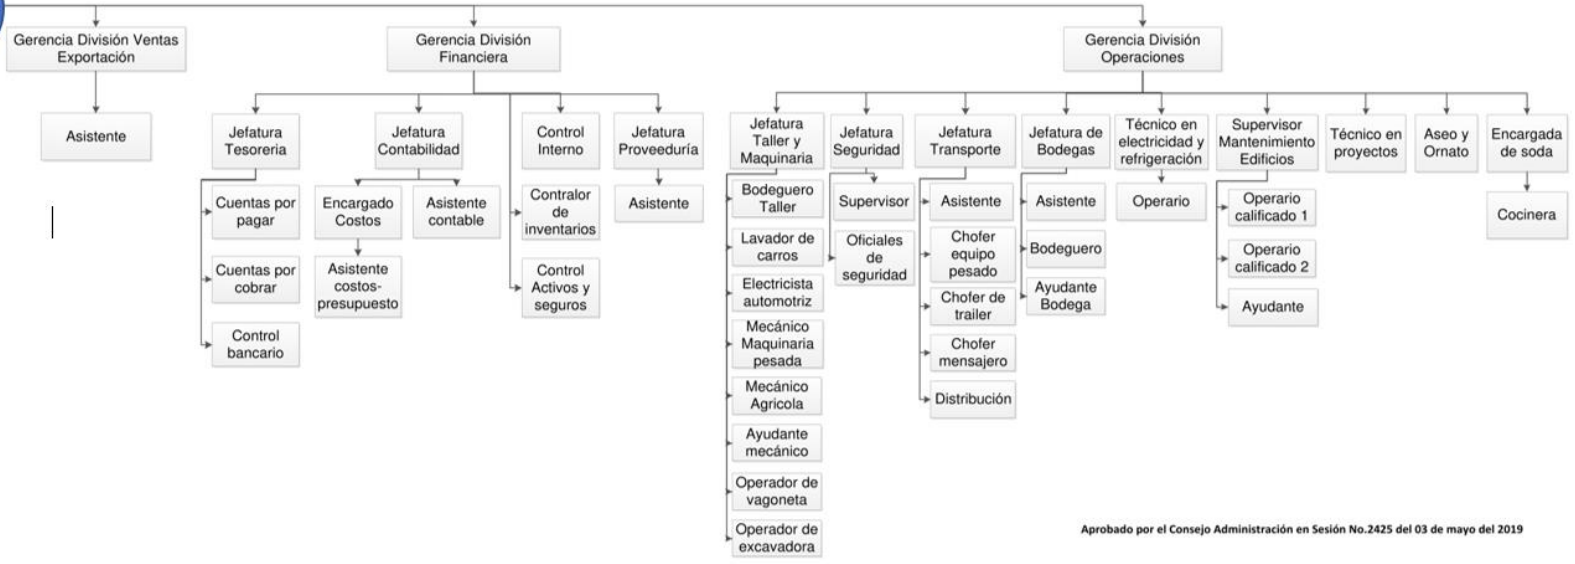 Gerencia División Ventas
Exportación
Asistente
Gerencia División
Financiera
Jefatura
Tesoreria
Cuentas por
pagar
Cuentas por
cobrar
Control
bancario
Jefatura
Contabilidad
Encargado
Costos
Asistente
costos-
presupuesto
Asistente
contable
Control
Interno
Contralor
de
inventarios
Control
Activos y
seguros
Jefatura
Proveeduría
Asistente
Gerencia División
Operaciones
Jefatura
Taller y
Maquinaria
Bodeguero
Taller
Lavador de
carros
Electricista
automotriz
Mecánico
Maquinaria
pesada
Mecánico
Agricola
Ayudante
mecánico
Operador de
vagoneta
Operador de
excavadora
Jefatura
Seguridad
Supervisor
Oficiales
de
seguridad
Jefatura
Transporte
Asistente
Chofer
equipo
pesado
Chofer de
trailer
Chofer
mensajero
Distribución
Jefatura de
Bodegas
Asistente
Bodeguero
Ayudante
Bodega
Técnico en
electricidad y
refrigeración
Operario
Supervisor
Mantenimiento
Edificios
Operario
calificado 1
Operario
calificado 2
Ayudante
Técnico en
proyectos
Aseo y
Ornato
Encargada
de soda
Cocinera
Aprobado por el Consejo Administración en Sesión No.2425 del 03 de mayo del 2019